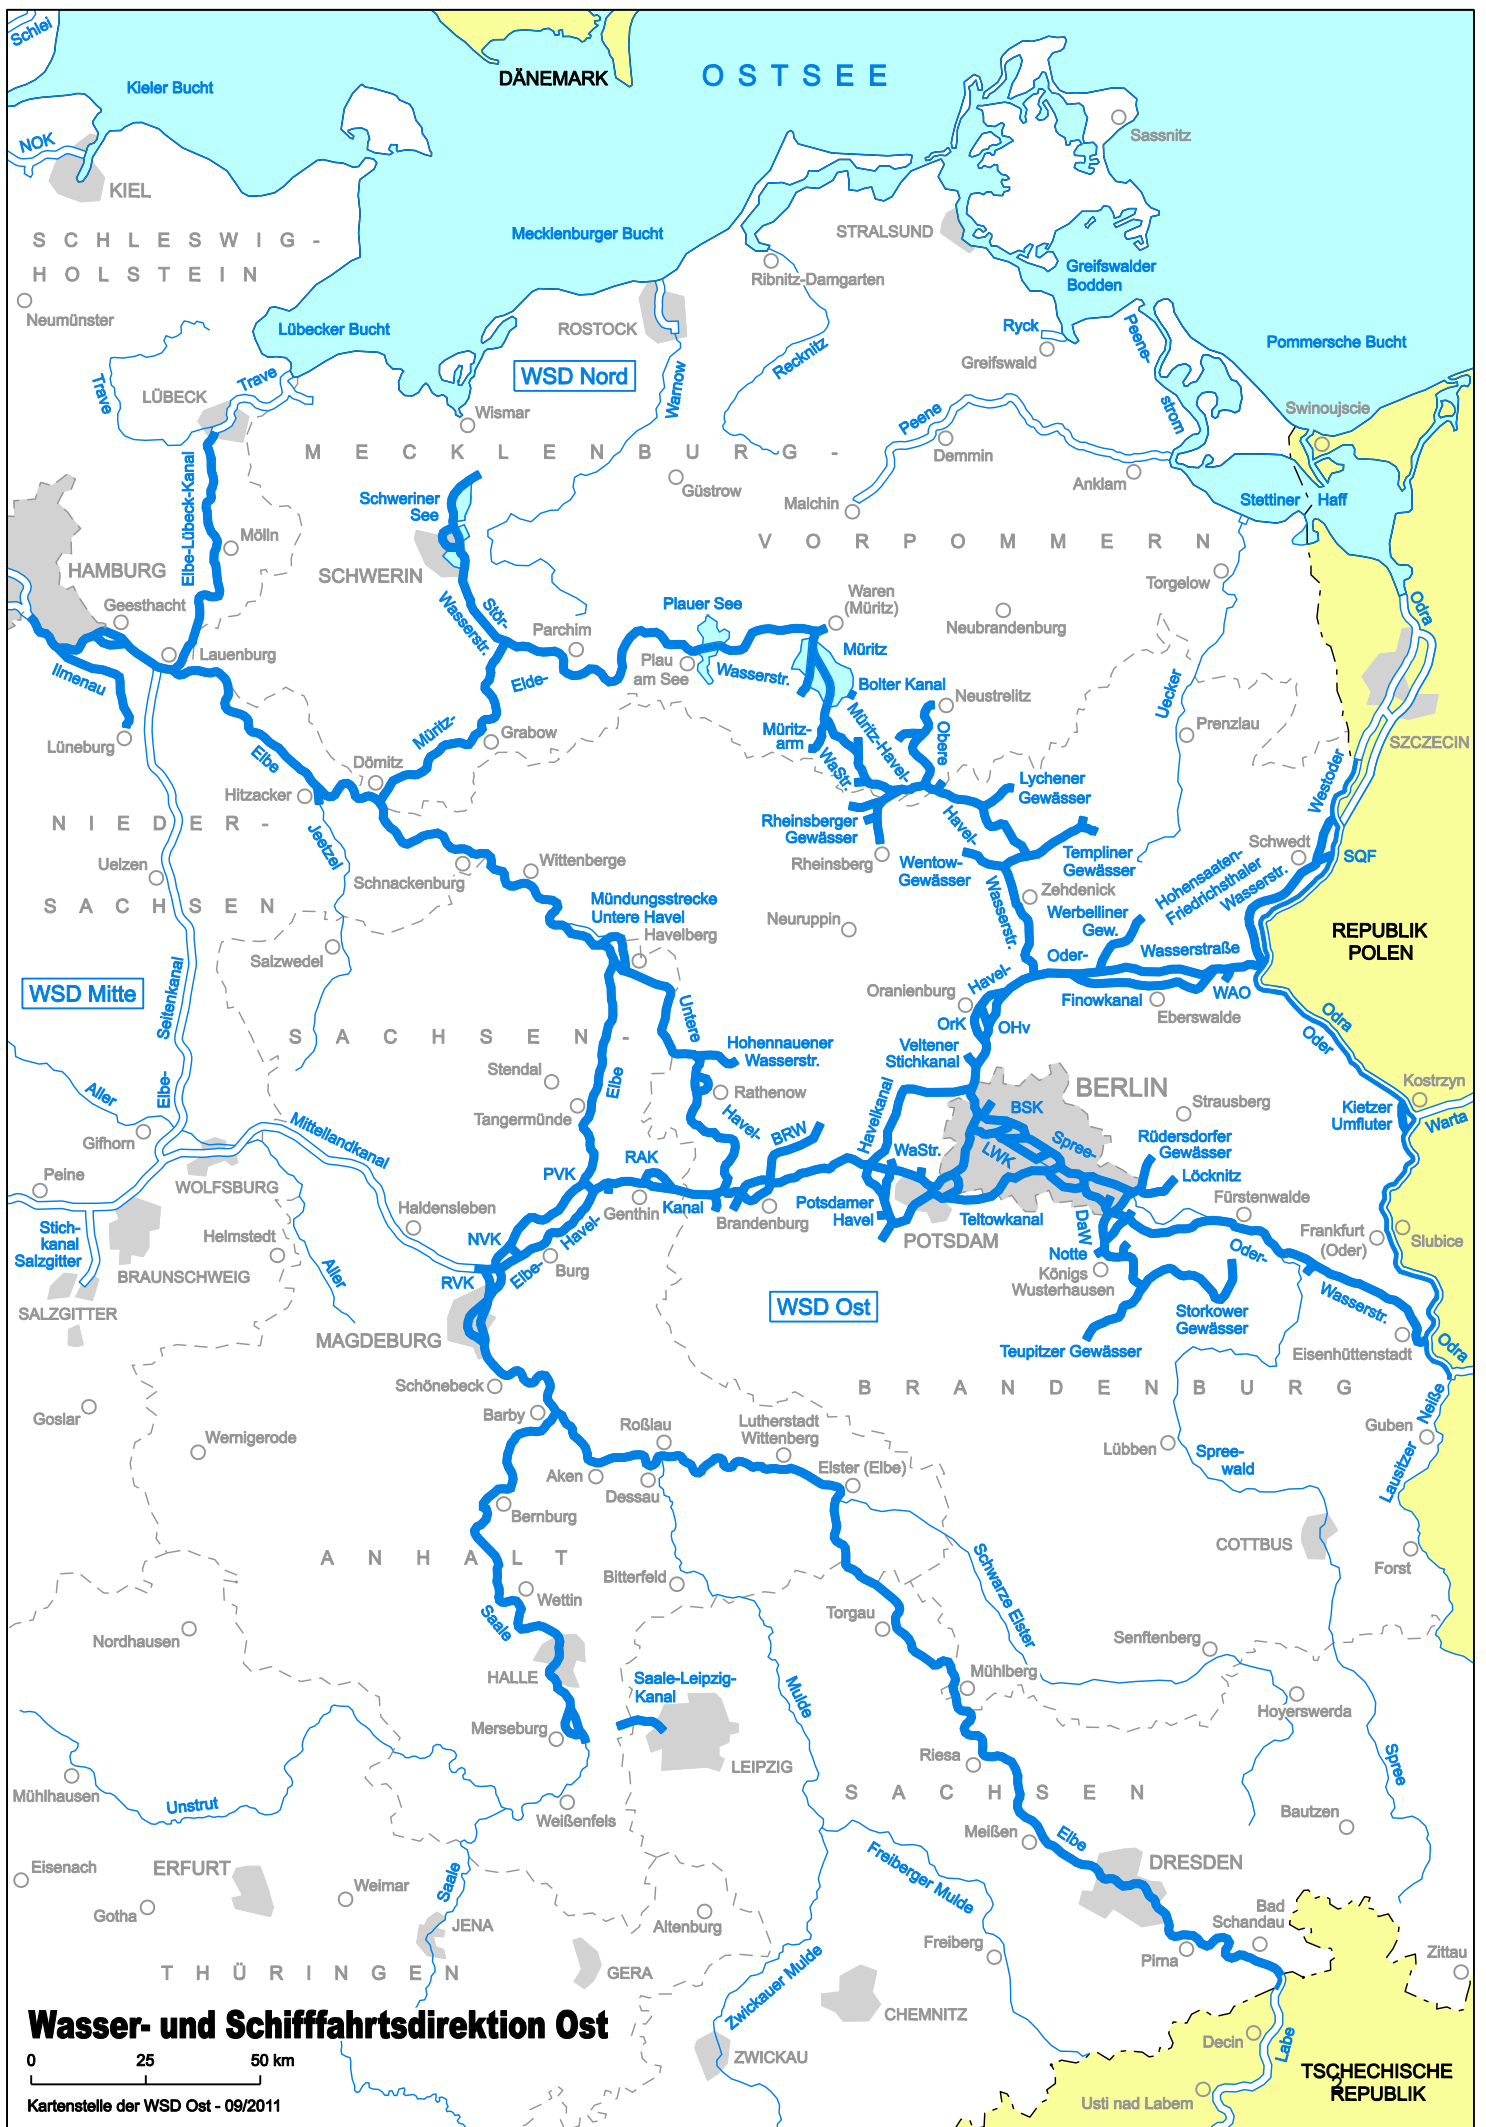 Schlei
Kieler Bucht
DÄNEMARK
OSTSEE
NOK
KIEL
Sassnitz
SCHLESWIG-
HOLSTEIN
Neumünster
Mecklenburger Bucht
STRALSUND
Ribnitz-Damgarten
Greifswalder
Bodden
Lübecker Bucht
ROSTOCK
Ryck
Greifswald
Peene-
strom
Pommersche Bucht
WSD Nord
Recknitz
Warnow
Trave
Trave
LÜBECK
Wismar
Peene
Demmin
Swinoujscie
MECKLENBURG-
Güstrow
Malchin
Anklam
Stettiner Haff
Schweriner
See
Elbe-Lübeck-Kanal
Mölln
VORPOMMERN
HAMBURG
SCHWERIN
Torgelow
Geesthacht
Waren
(Müritz)
Neubrandenburg
Odra
Plauer See
Stör-
Wasserstr.
Parchim
Lauenburg
Plau
am See
Müritz
Ilmenau
Elde-
Wasserstr.
Bolter Kanal
Neustrelitz
Uecker
Prenzlau
Lüneburg
Müritz-
Grabow
Müritz-
arm
Müritz-Havel-
WaStr.
Obere
SZCZECIN
Elbe
Dömitz
Hitzacker
Lychener
Gewässer
Westoder
NIEDER-
SACHSEN
Jeetzel
Rheinsberger
Gewässer
Havel-
Rheinsberg
Wentow-
Gewässer
Templiner
Gewässer
Schwedt
SQF
Uelzen
Schnackenburg
Wittenberge
Wasserstr.
Zehdenick
Hohensaaten-
Friedrichsthaler
Wasserstr.
Mündungsstrecke
Untere Havel
Havelberg
Neuruppin
Werbelliner
Gew.
REPUBLIK
POLEN
Salzwedel
Oder-
Wasserstraße
WSD Mitte
Seitenkanal
Elbe-
Untere
Oranienburg
Havel-
Finowkanal
WAO
Eberswalde
Odra
Oder
SACHSEN-
OrK
OHv
Hohennauener
Wasserstr.
Veltener
Stichkanal
Stendal
Elbe
Rathenow
BERLIN
Kostrzyn
Aller
Tangermünde
Havel-
BRW
Havelkanal
BSK
Strausberg
Kietzer
Umfluter
Warta
Gifhorn
Mittellandkanal
Spree-
LWK
Rüdersdorfer
Gewässer
Peine
WOLFSBURG
PVK
RAK
WaStr.
Löcknitz
Haldensleben
Genthin
Kanal
Brandenburg
Potsdamer
Havel
Teltowkanal
Fürstenwalde
Stich-
kanal
Salzgitter
Helmstedt
NVK
Havel-
POTSDAM
DaW
Frankfurt
(Oder)
Slubice
BRAUNSCHWEIG
Aller
RVK
Elbe-
Burg
Notte
Königs
Wusterhausen
Oder-
Wasserstr.
SALZGITTER
MAGDEBURG
WSD Ost
Storkower
Gewässer
Teupitzer Gewässer
Eisenhüttenstadt
Odra
Schönebeck
BRANDENBURG
Goslar
Barby
Wernigerode
Roßlau
Lutherstadt
Wittenberg
Lübben
Spree-
wald
Guben
Neiße
Lausitzer
Aken
Dessau
Elster (Elbe)
Bernburg
COTTBUS
ANHALT
Bitterfeld
Schwarze Elster
Forst
Wettin
Saale
Torgau
Nordhausen
Senftenberg
HALLE
Saale-Leipzig-
Kanal
Mulde
Mühlberg
Hoyerswerda
Merseburg
LEIPZIG
Riesa
Spree
Mühlhausen
Unstrut
Weißenfels
SACHSEN
Bautzen
Meißen
Elbe
Eisenach
ERFURT
Weimar
Saale
Freiberger Mulde
DRESDEN
Gotha
JENA
Altenburg
Bad
Schandau
Freiberg
Pirna
Zittau
THÜRINGEN
GERA
Zwickauer Mulde
CHEMNITZ
Wasser- und Schifffahrtsdirektion Ost
0 25 50 km
ZWICKAU
Decin
Labe
TSCHECHISCHE
REPUBLIK
2
Usti nad Labem
Kartenstelle der WSD Ost - 09/2011